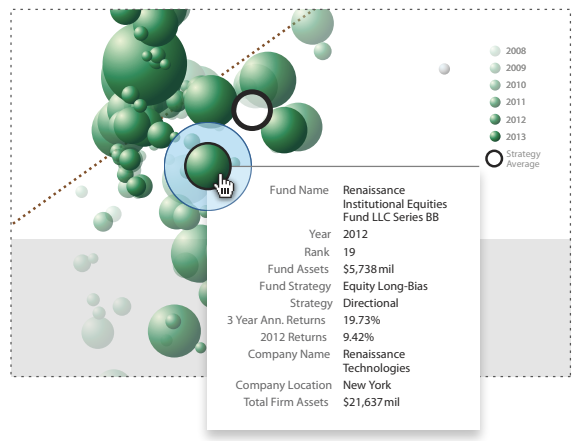 2008
2009
2010
2011
2012
2013
Strategy
Average
Fund Name Renaissance
Institutional Equities
Fund LLC Series BB
Year 2012
Rank 19
Fund Assets $5,738 mil
Fund Strategy Equity Long-Bias
Strategy Directional
3 Year Ann. Returns 19.73%
2012 Returns 9.42%
Company Name Renaissance
Technologies
Company Location New York
Total Firm Assets $21,637 mil